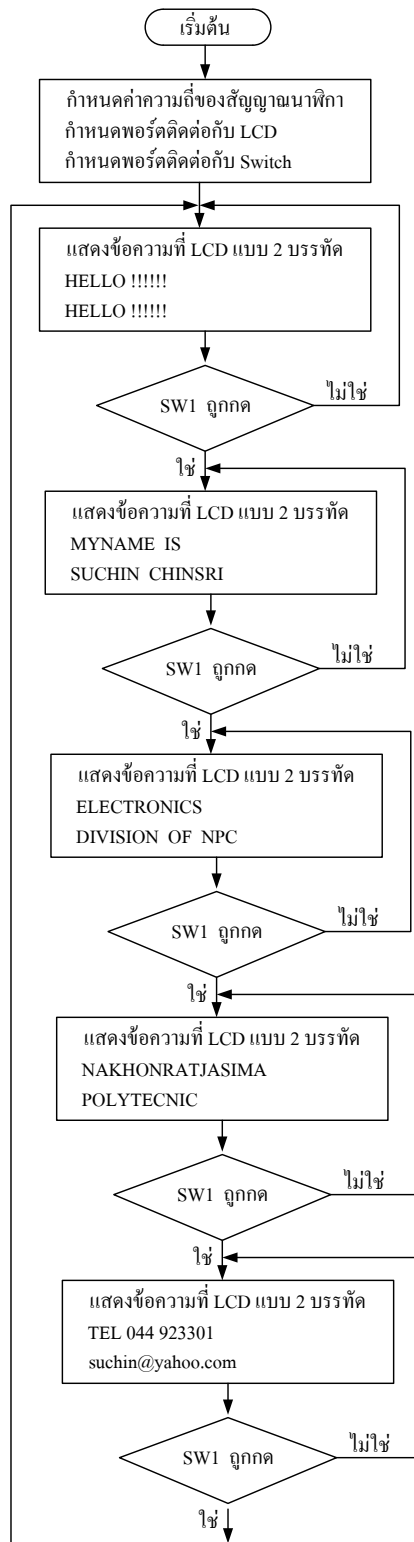 เริ่มต้น
กำหนดค่าความถี่ของสัญญาณนาฬิกา
กำหนดพอร์ตติดต่อกับ LCD
กำหนดพอร์ตติดต่อกับ Switch
แสดงข้อความที่ LCD แบบ 2 บรรทัด
HELLO !!!!!!
HELLO !!!!!!
SW1 ถูกกด
ไม่ใช่
ใช่
แสดงข้อความที่ LCD แบบ 2 บรรทัด
MYNAME IS
SUCHIN CHINSRI
SW1 ถูกกด
ไม่ใช่
ใช่
แสดงข้อความที่ LCD แบบ 2 บรรทัด
ELECTRONICS
DIVISION OF NPC
SW1 ถูกกด
ไม่ใช่
ใช่
แสดงข้อความที่ LCD แบบ 2 บรรทัด
NAKHONRATJASIMA
POLYTECNIC
SW1 ถูกกด
ไม่ใช่
ใช่
แสดงข้อความที่ LCD แบบ 2 บรรทัด
TEL 044 923301
suchin@yahoo.com
SW1 ถูกกด
ไม่ใช่
ใช่